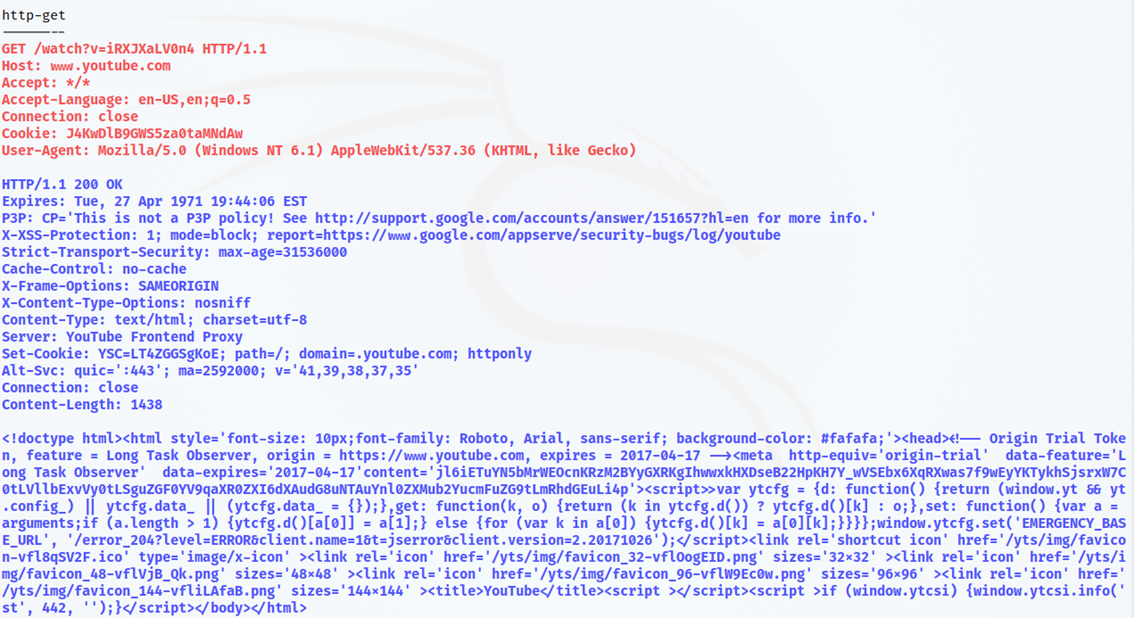 http-get
--------
GET /watch?v=iRXJXaLV0n4 HTTP/1.1
Host: www.youtube.com
Accept: */*
Accept-Language: en-US,en;q=0.5
Connection: close
Cookie: J4KwDlB9GWS5za0taMNdAw
User-Agent: Mozilla/5.0 (Windows NT 6.1) AppleWebKit/537.36 (KHTML, like Gecko)
HTTP/1.1 200 OK
Expires: Tue, 27 Apr 1971 19:44:06 EST
P3P: CP='This is not a P3P policy! See http://support.google.com/accounts/answer/151657?hl=en for more info.'
X-XSS-Protection: 1; mode=block; report=https://www.google.com/appserve/security-bugs/log/youtube
Strict-Transport-Security: max-age=31536000
Cache-Control: no-cache
X-Frame-Options: SAMEORIGIN
X-Content-Type-Options: nosniff
Content-Type: text/html; charset=utf-8
Server: YouTube Frontend Proxy
Set-Cookie: YSC=LT4ZGGSgKoE; path=/; domain=.youtube.com; httponly
Alt-Svc: quic=':443'; ma=2592000; v='41,39,38,37,35'
Connection: close
Content-Length: 1438
<!doctype html><html style='font-size: 10px;font-family: Roboto, Arial, sans-serif; background-color: #fafafa;'><head><!-- Origin Trial Toke
n, feature = Long Task Observer, origin = https://www.youtube.com, expires = 2017-04-17 --><meta  http-equiv='origin-trial'  data-feature='L
ong Task Observer'  data-expires='2017-04-17'content='jl6iETuYN5bMrWEOcnKRzM2BYyGXRKgIhwwxkHXDseB22HpKH7Y_wVSEbx6XqRXwas7f9wEyYKTykhSjsrxW7C
0tLVllbExvVy0tLSguZGF0YV9qaXR0ZXI6dXAudG8uNTAuYnl0ZXMub2YucmFuZG9tLmRhdGEuLi4p'><script>var ytcfg = {d: function() {return (window.yt && yt
.config_) || ytcfg.data_ || (ytcfg.data_ = {});},get: function(k, o) {return (k in ytcfg.d()) ? ytcfg.d()[k] : o;},set: function() {var a =
arguments;if (a.length > 1) {ytcfg.d()[a[0]] = a[1];} else {for (var k in a[0]) {ytcfg.d()[k] = a[0][k];}}}};window.ytcfg.set('EMERGENCY_BAS
E_URL', '/error_204?level=ERROR&client.name=1&t=jserror&client.version=2.20171026');</script><link rel='shortcut icon' href='/yts/img/favico
n-vfl8qSV2F.ico' type='image/x-icon' ><link rel='icon' href='/yts/img/favicon_32-vflOogEID.png' sizes='32×32' ><link rel='icon' href='/yts/i
mg/favicon_48-vflVjB_Qk.png' sizes='48×48' ><link rel='icon' href='/yts/img/favicon_96-vflW9Ec0w.png' sizes='96×96' ><link rel='icon' href='
/yts/img/favicon_144-vfliLAfaB.png' sizes='144×144' ><title>YouTube</title><script ></script><script >if (window.ytcsi) {window.ytcsi.info('
st', 442, '');}</script></body></html>